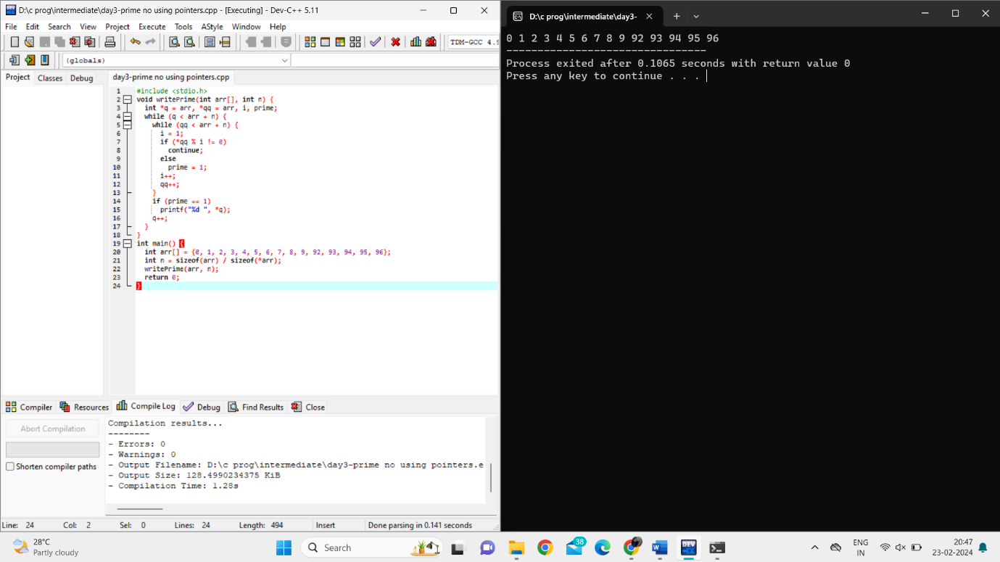 D:\c prog\intermediate\day3-prime no using pointers.cpp - [Executing] - Dev-C++ 5.11
File Edit Search View Project Execute Tools AStyle Window Help
TDM-GCC 4.9
(globals)
Project Classes Debug
day3-prime no using pointers.cpp
1 #include <stdio.h>
2 void writePrime(int arr[], int n) {
3 int *q = arr, *qq = arr, i, prime;
4 while (q < arr + n) {
5 while (qq < arr + n) {
6 i = 1;
7 if (*qq % i != 0)
8 continue;
9 else
10 prime = 1;
11 i++;
12 qq++;
13 }
14 if (prime == 1)
15 printf("%d ", *q);
16 q++;
17 }
18 }
19 int main() {
20 int arr[] = {0, 1, 2, 3, 4, 5, 6, 7, 8, 9, 92, 93, 94, 95, 96};
21 int n = sizeof(arr) / sizeof(*arr);
22 writePrime(arr, n);
23 return 0;
24 }
Compiler Resources Compile Log Debug Find Results Close
Abort Compilation
Shorten compiler paths
Compilation results...
--------
- Errors: 0
- Warnings: 0
- Output Filename: D:\c prog\intermediate\day3-prime no using pointers.e
- Output Size: 128.4990234375 KiB
- Compilation Time: 1.28s
Line: 24 Col: 2 Sel: 0 Lines: 24 Length: 494 Insert Done parsing in 0.141 seconds
D:\c prog\intermediate\day3-
0 1 2 3 4 5 6 7 8 9 92 93 94 95 96
--------------------------------
Process exited after 0.1065 seconds with return value 0
Press any key to continue . . .
28°C
Partly cloudy
Search
38
DEV
ENG
IN
20:47
23-02-2024